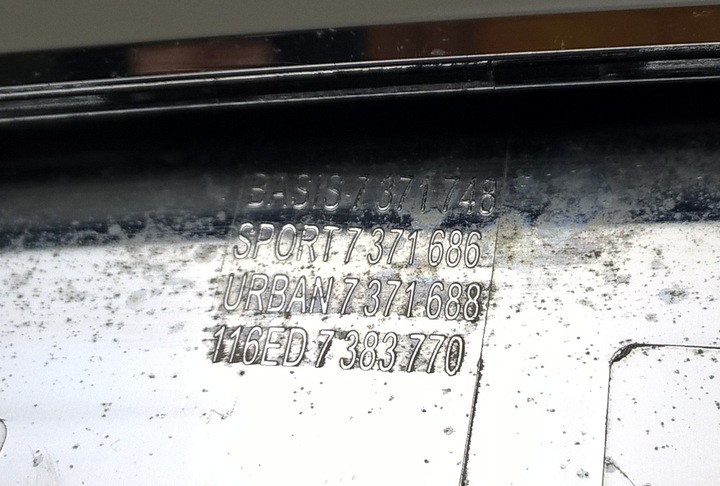 BASIS 7 371 748
SPORT 7 371 686
URBAN 7 371 688
116ED 7 383 770